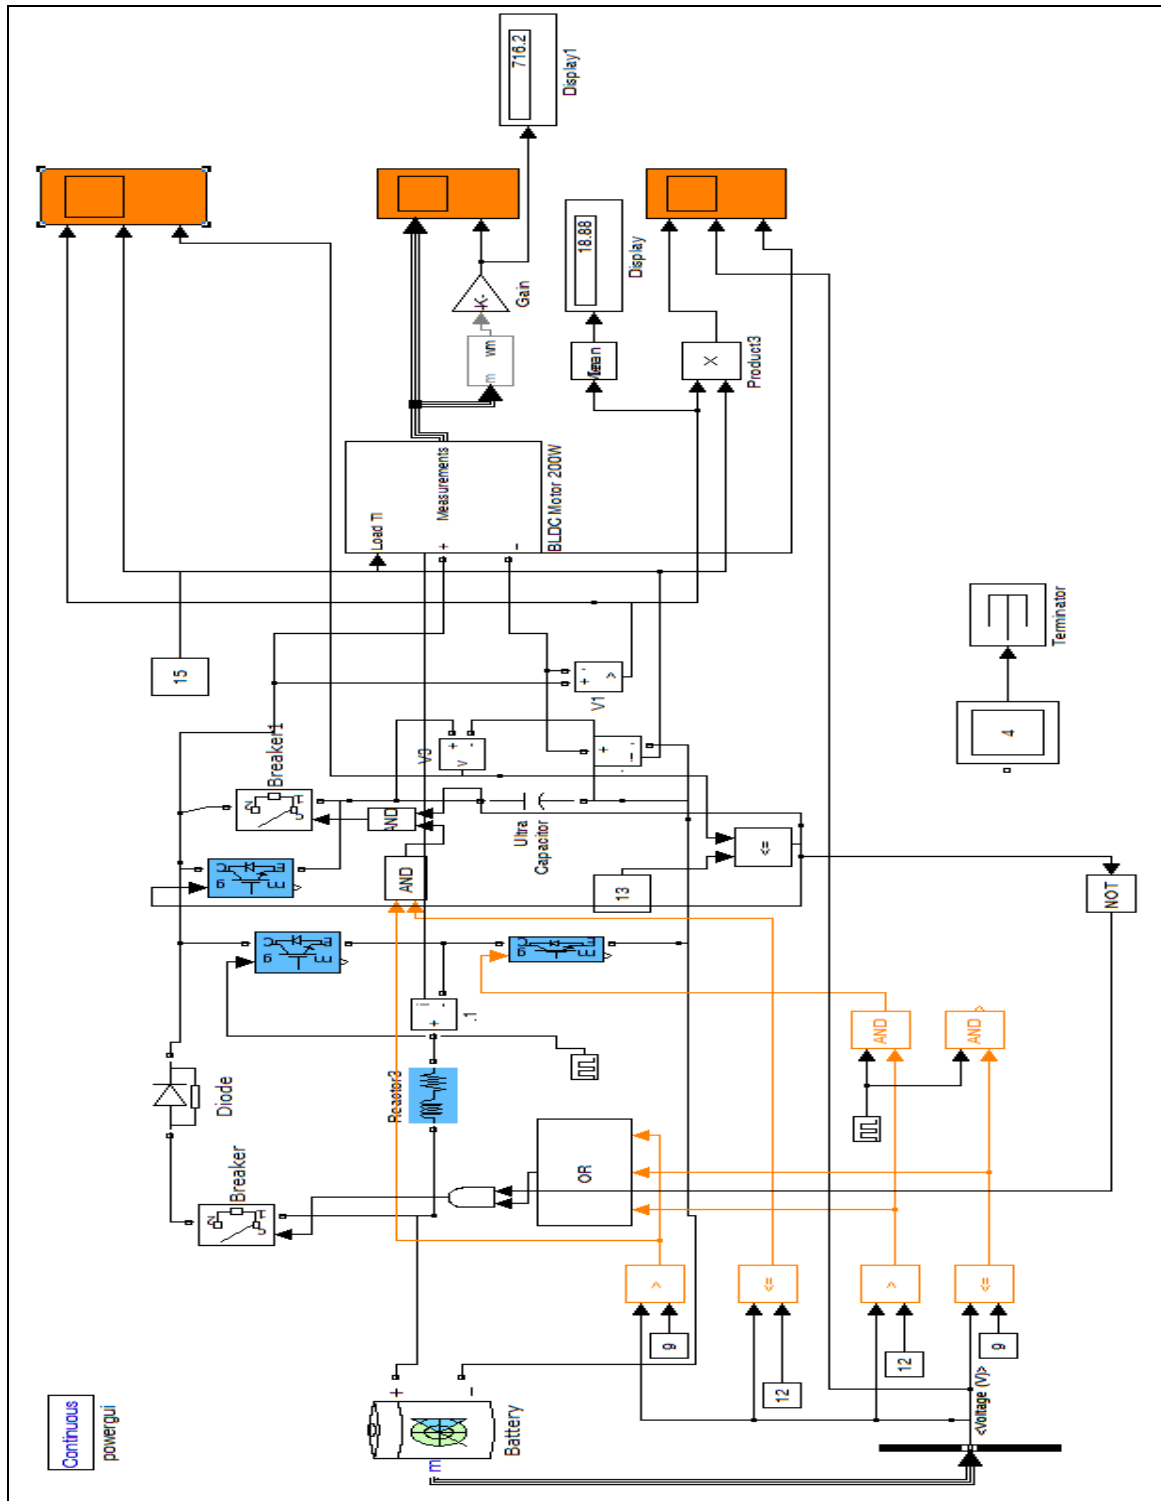 Continuous
powergui
Battery
m
+
-
<Voltage (V)>
9
12
12
9
>
<=
>
<=
Breaker
Diode
Reactor3
OR
AND
AND
NOT
+
-
i
.1
AND
AND
Breaker1
Ultra
Capacitor
13
<=
V3
+
-
v
+
-
i
V1
+
-
v
15
Load Tl
+
-
Measurements
BLDC Motor 200W
m
wm
-K-
Gain
Mean
18.88
Display
X
Product3
716.2
Display1
4
Terminator
g
C
E
g
C
E
g
C
E